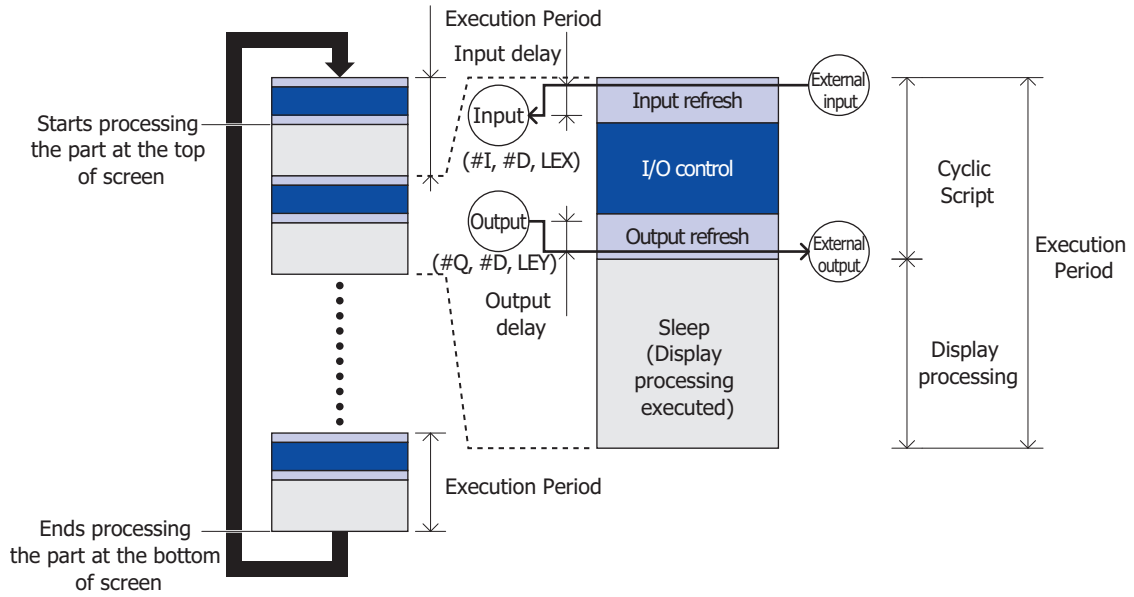 Execution Period
Input delay
Starts processing
the part at the top
of screen
Input
(#I, #D, LEX)
Input refresh
External
input
I/O control
Cyclic
Script
Output
(#Q, #D, LEY)
Output refresh
External
output
Execution
Period
Output
delay
Sleep
(Display
processing
executed)
Display
processing
Execution Period
Ends processing
the part at the bottom
of screen